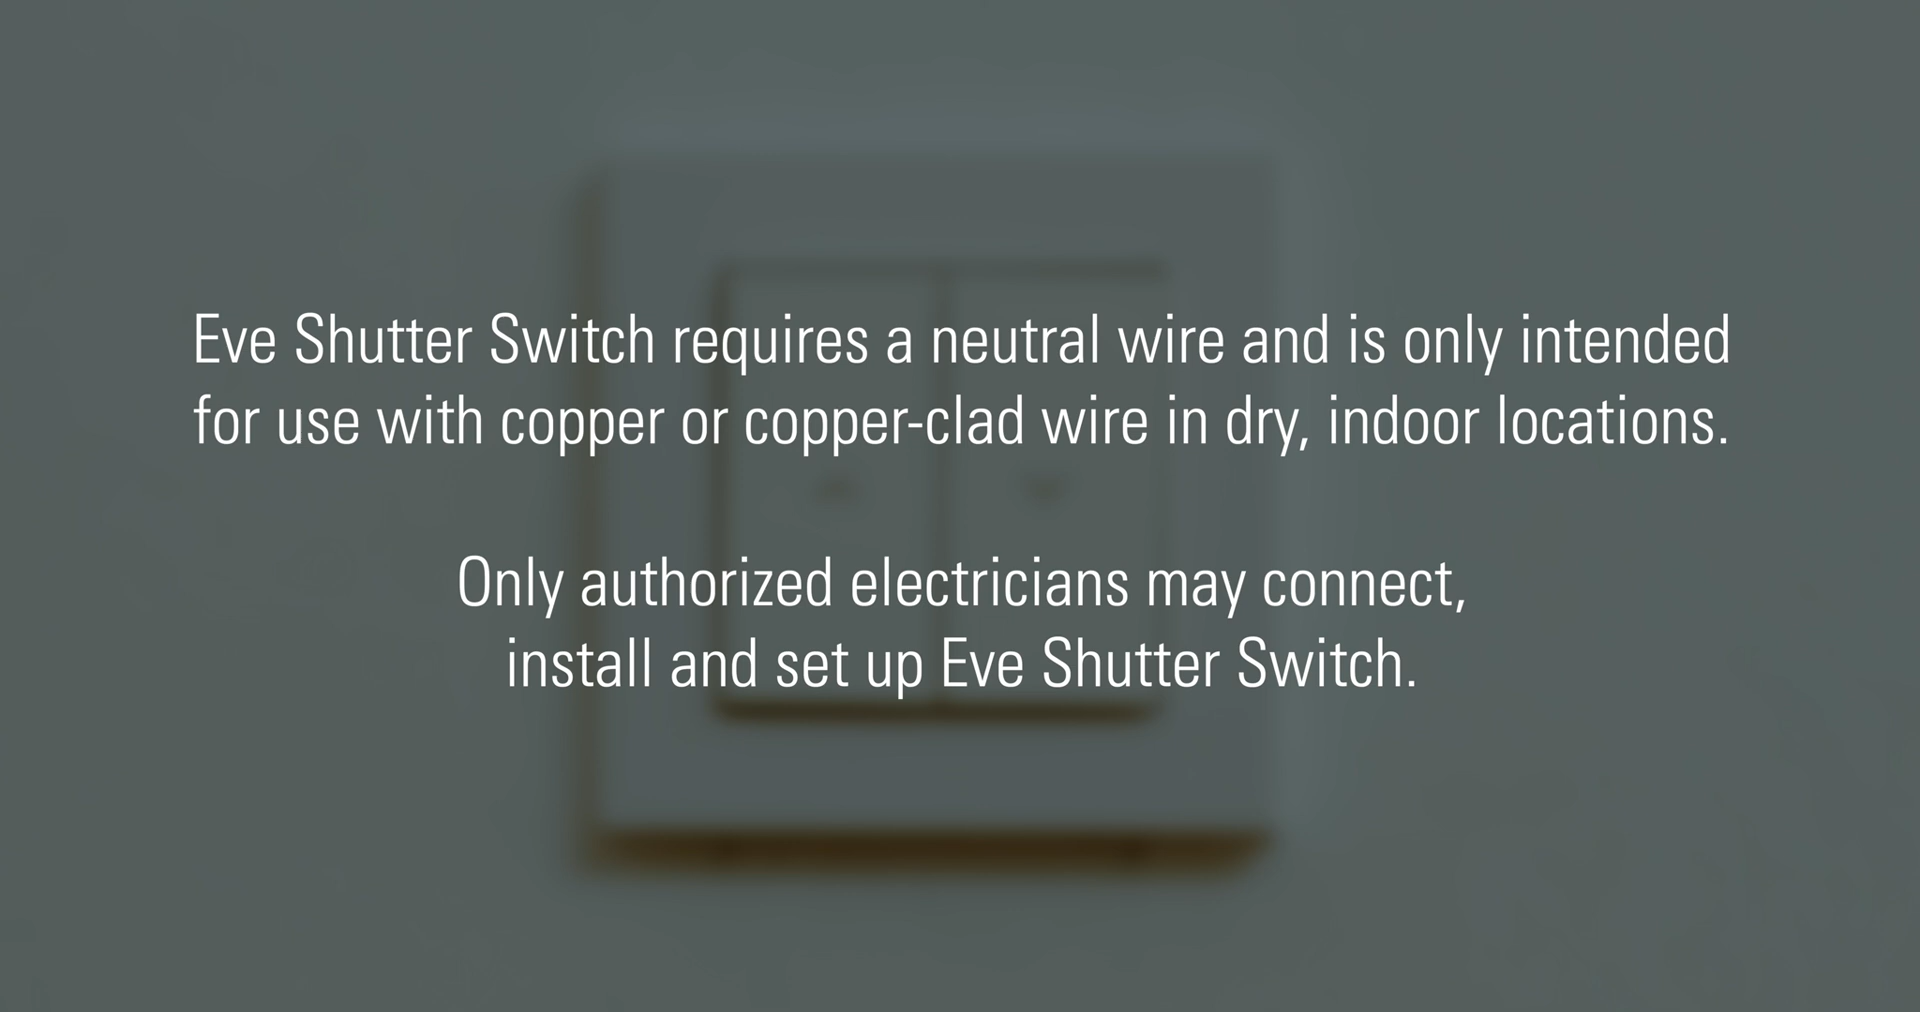 Eve Shutter Switch requires a neutral wire and is only intended
for use with copper or copper-clad wire in dry, indoor locations.
Only authorized electricians may connect,
install and set up Eve Shutter Switch.